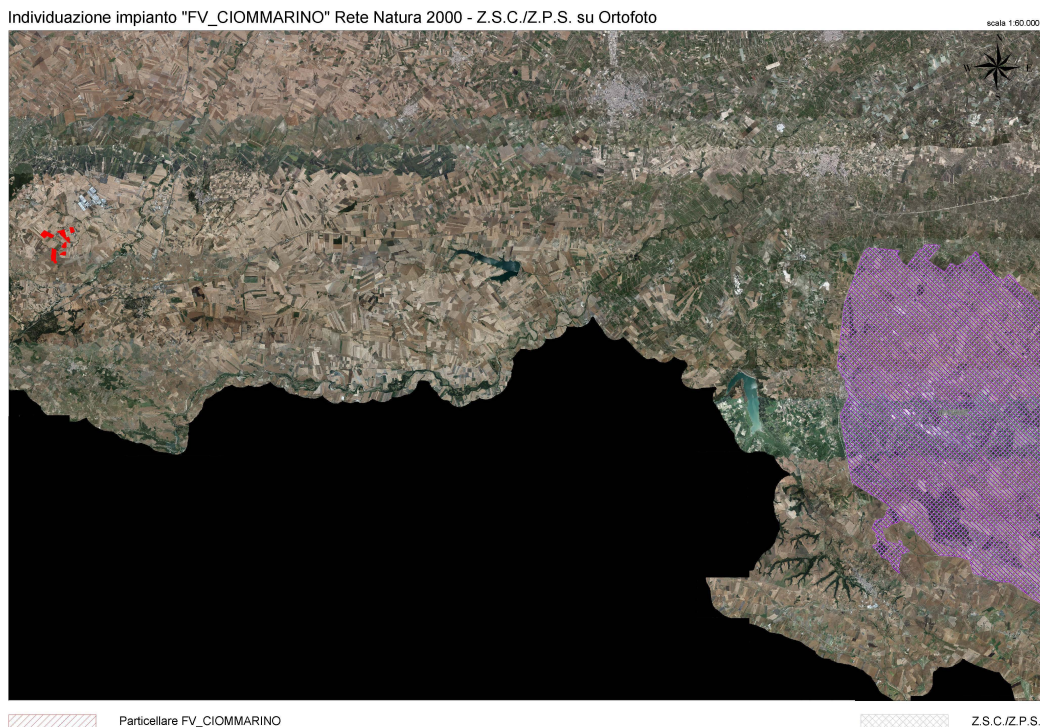 Individuazione impianto "FV_CIOMMARINO" Rete Natura 2000 - Z.S.C./Z.P.S. su Ortofoto
scala 1:60.000
Particellare FV_CIOMMARINO
Z.S.C./Z.P.S.